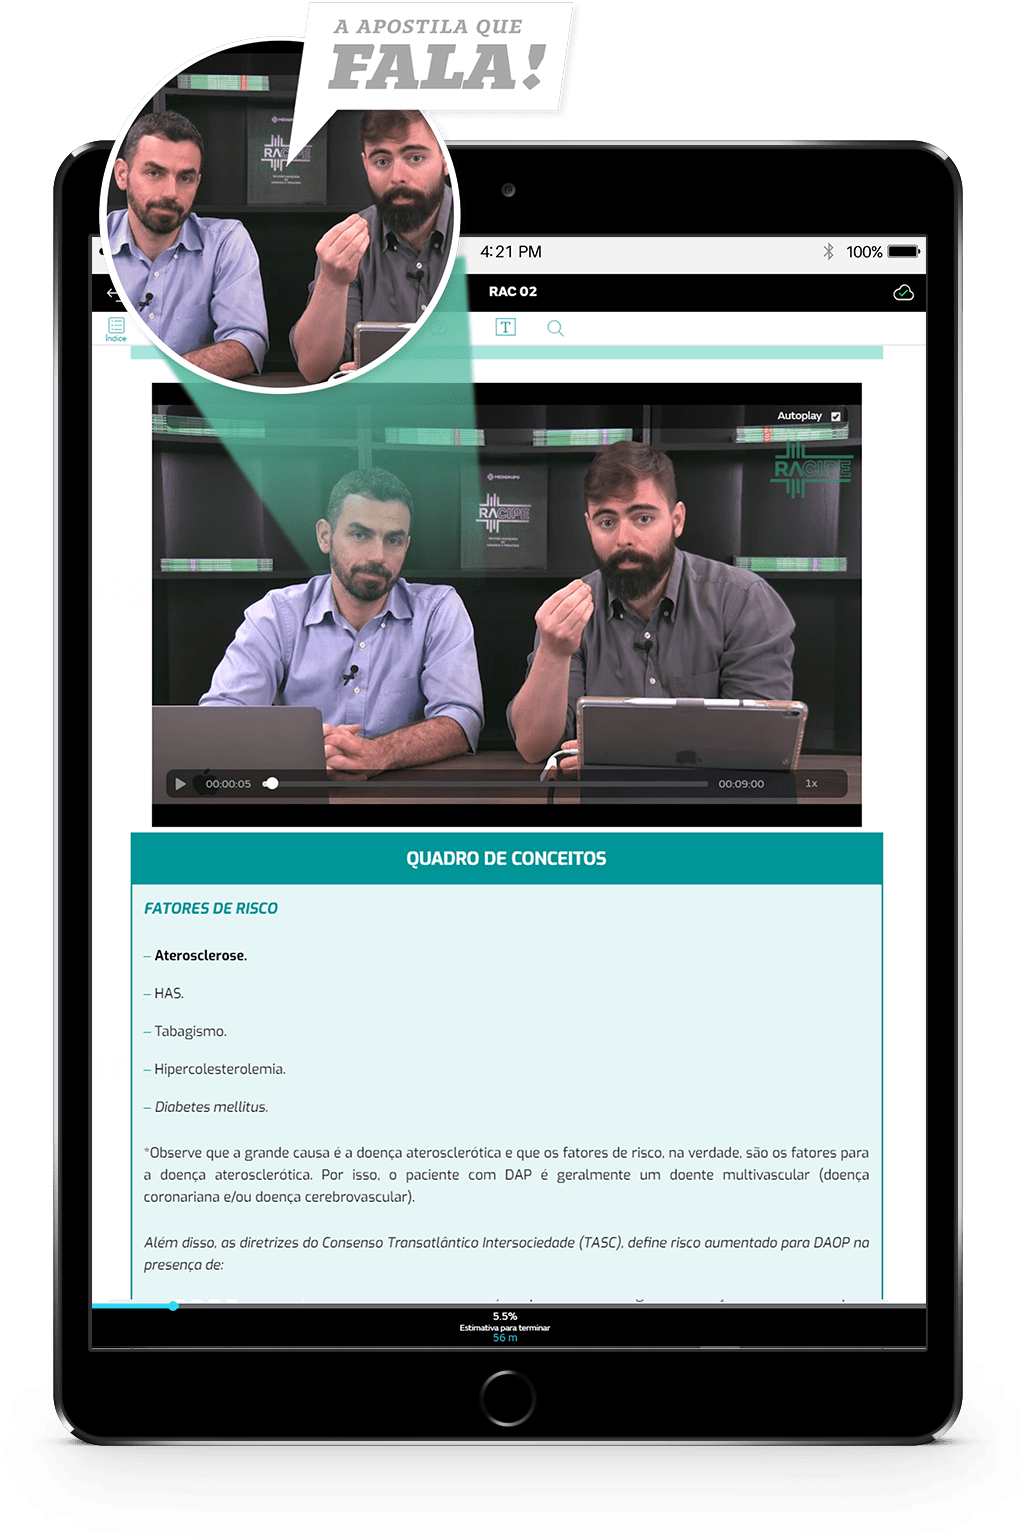 A APOSTILA QUE
FALA!
MEDGRUPO
RACIPE
4:21 PM
100%
RAC 02
Índice
T
Autoplay
RACIPE
MEDGRUPO
RACIPE
00:00:05
00:09:00
1x
QUADRO DE CONCEITOS
FATORES DE RISCO
– Aterosclerose.
– HAS.
– Tabagismo.
– Hipercolesterolemia.
– Diabetes mellitus.
*Observe que a grande causa é a doença aterosclerótica e que os fatores de risco, na verdade, são os fatores para
a doença aterosclerótica. Por isso, o paciente com DAP é geralmente um doente multivascular (doença
coronariana e/ou doença cerebrovascular).
Além disso, as diretrizes do Consenso Transatlântico Intersociedade (TASC), define risco aumentado para DAOP na
presença de:
5.5%
Estimativa para terminar
56 m